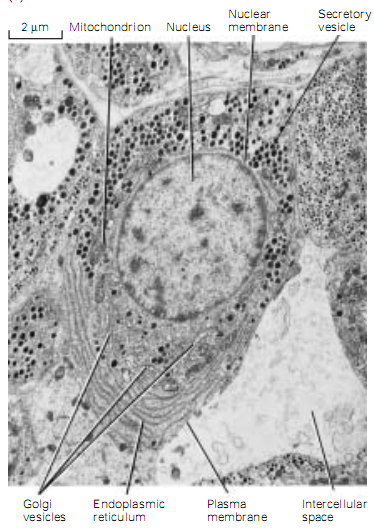 Nuclear
Secretory
2 µm
Mitochondrion
Nucleus
membrane
vesicle
Golgi
vesicles
Endoplasmic
reticulum
Plasma
membrane
Intercellular
space